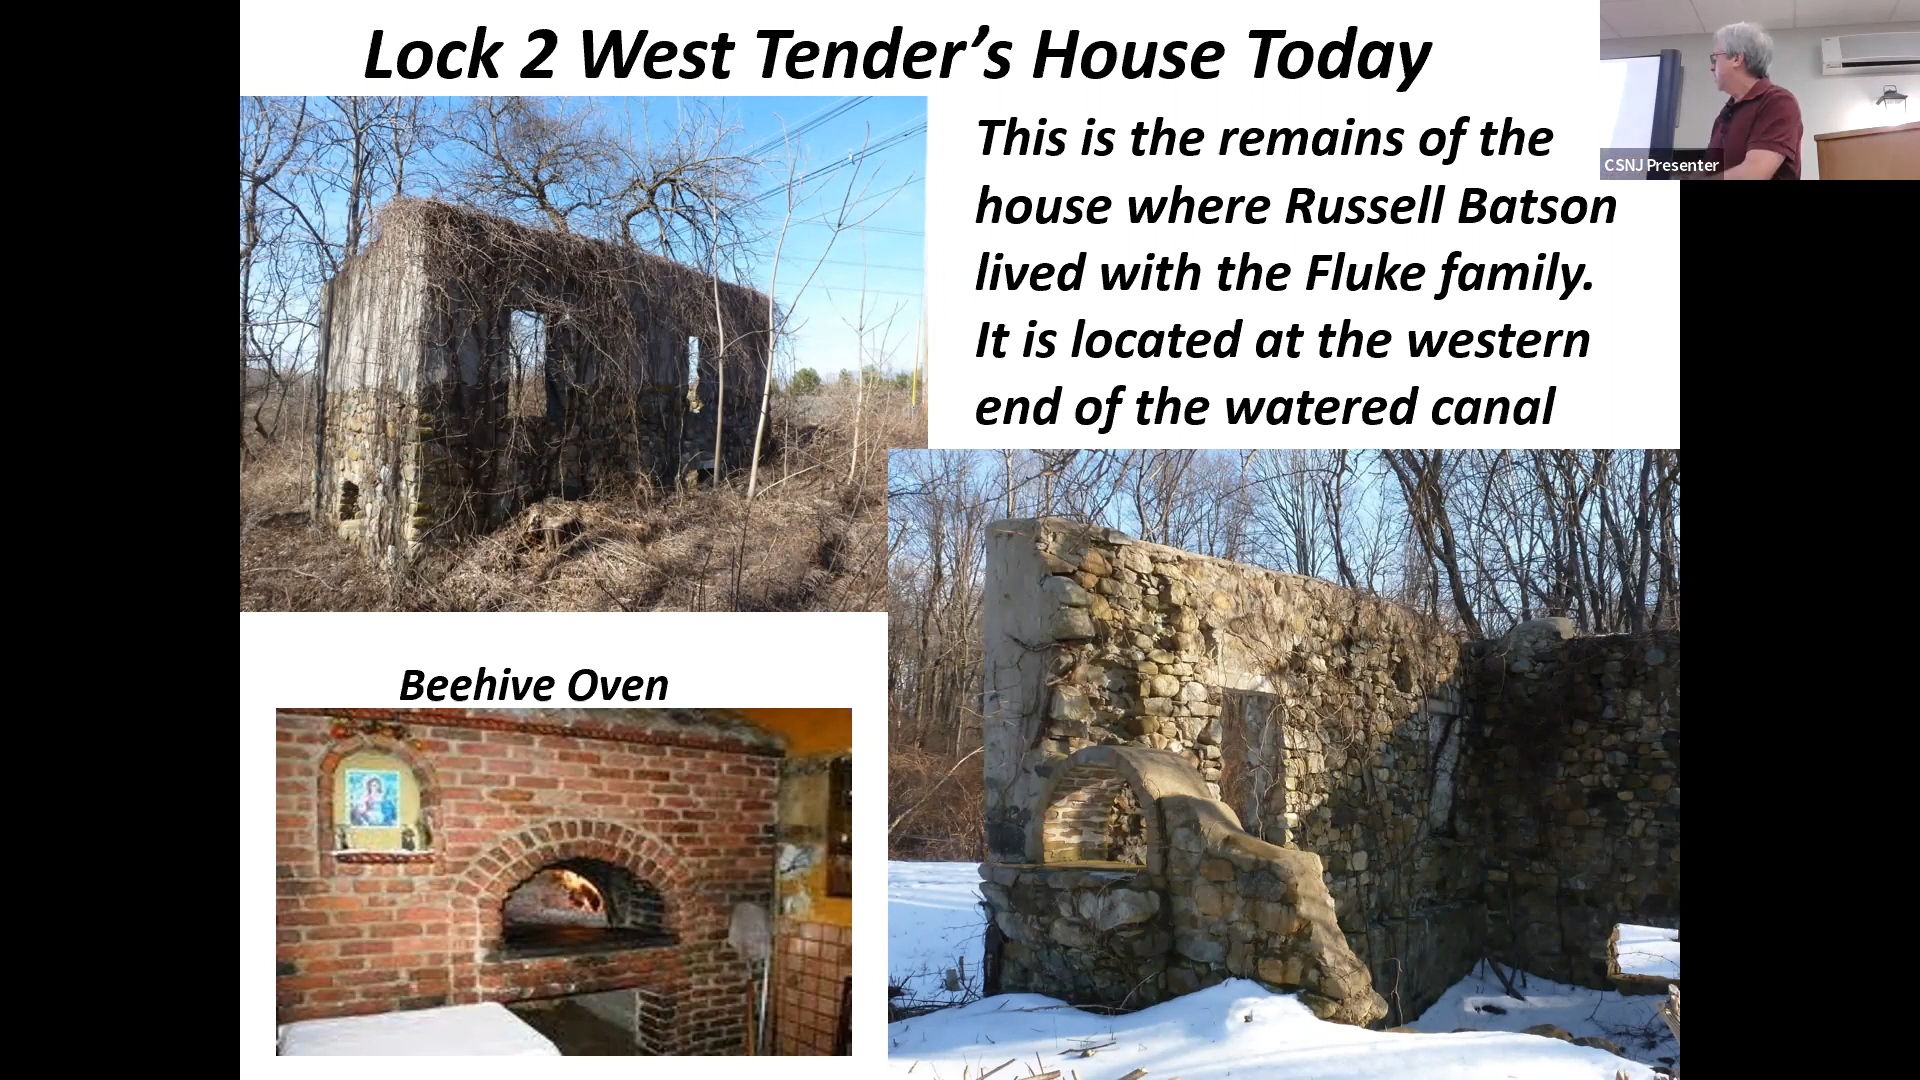 Lock 2 West Tender’s House Today
This is the remains of the
house where Russell Batson
lived with the Fluke family.
It is located at the western
end of the watered canal
CSNJ Presenter
Beehive Oven